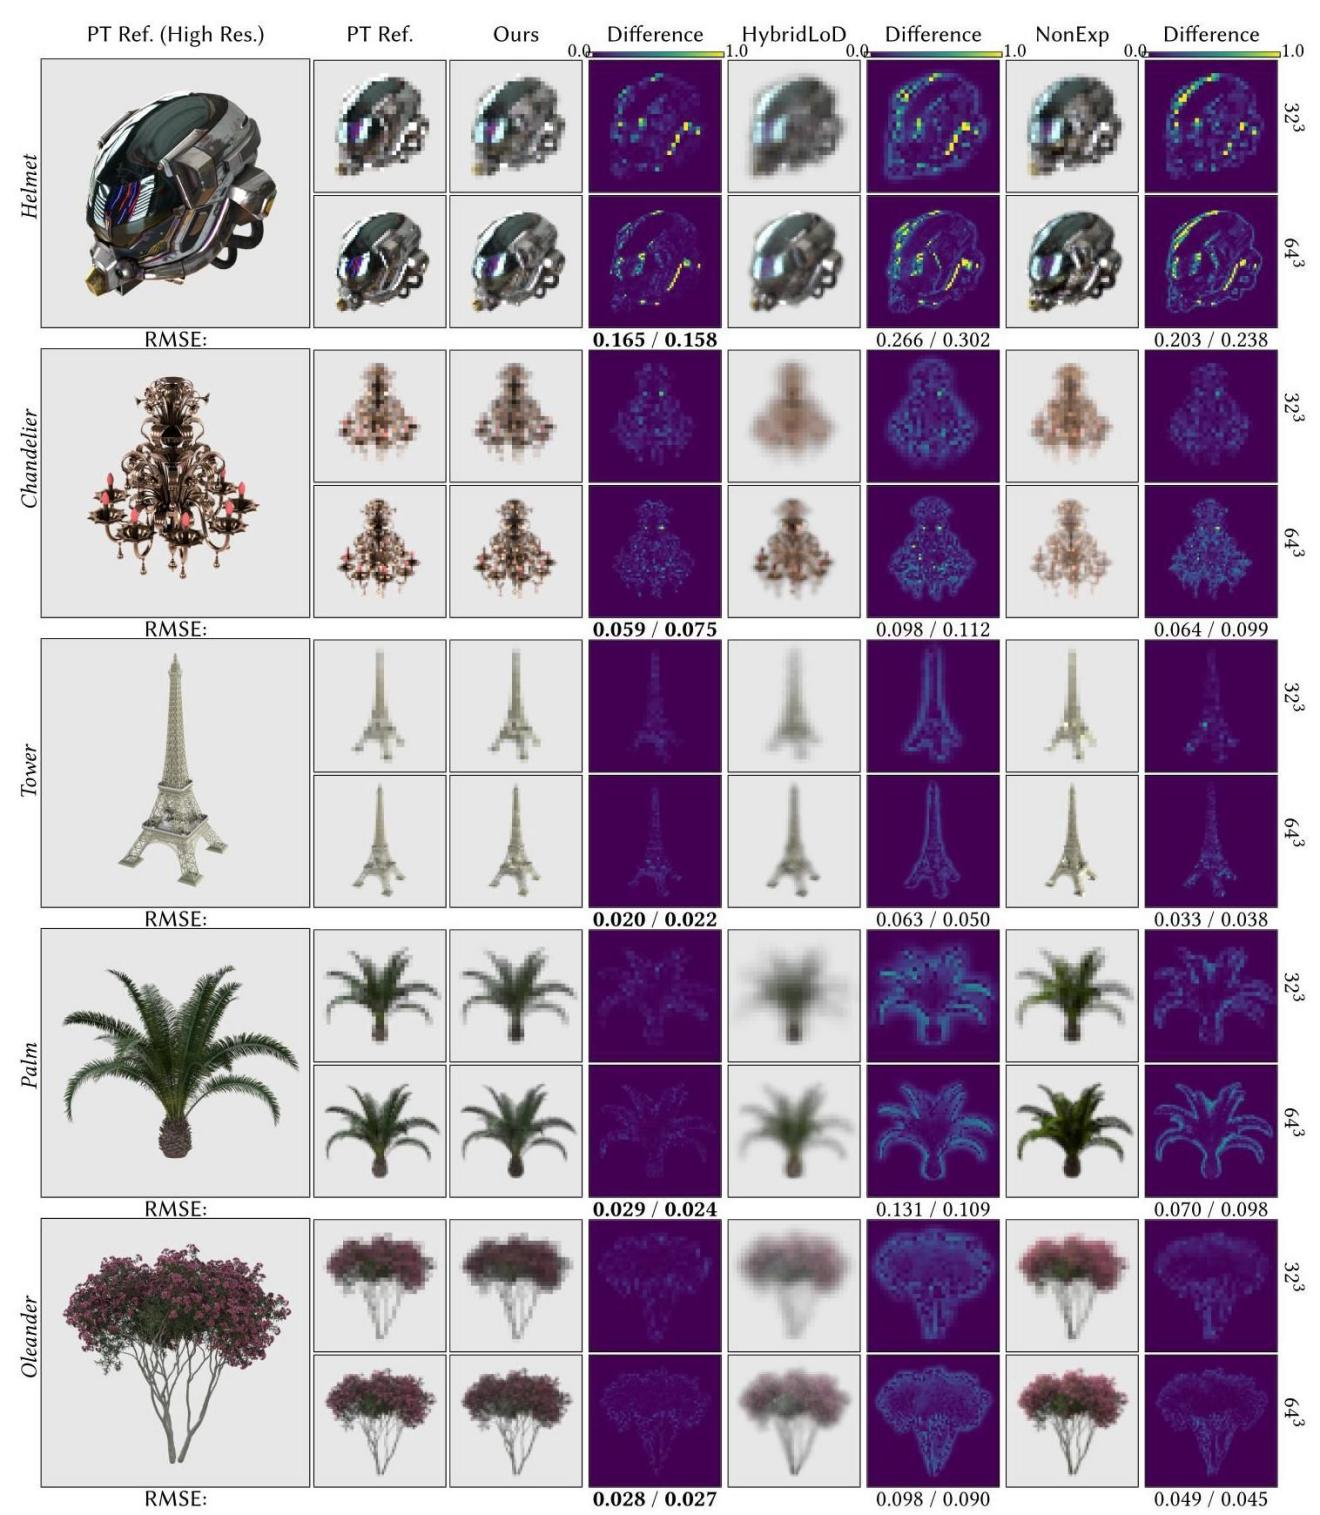 PT Ref. (High Res.) PT Ref. Ours Difference HybridLoD Difference NonExp Difference
0.0 1.0 0.0 1.0 0.0 1.0
Helmet
32³
64³
RMSE: 0.165 / 0.158 0.266 / 0.302 0.203 / 0.238
Chandelier
32³
64³
RMSE: 0.059 / 0.075 0.098 / 0.112 0.064 / 0.099
Tower
32³
64³
RMSE: 0.020 / 0.022 0.063 / 0.050 0.033 / 0.038
Palm
32³
64³
RMSE: 0.029 / 0.024 0.131 / 0.109 0.070 / 0.098
Oleander
32³
64³
RMSE: 0.028 / 0.027 0.098 / 0.090 0.049 / 0.045